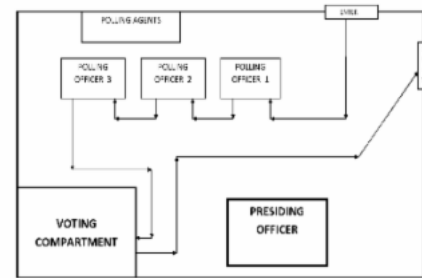 POLLING AGENTS
POLLING
OFFICER 3
POLLING
OFFICER 2
POLLING
OFFICER 1
VOTING
COMPARTMENT
PRESIDING
OFFICER